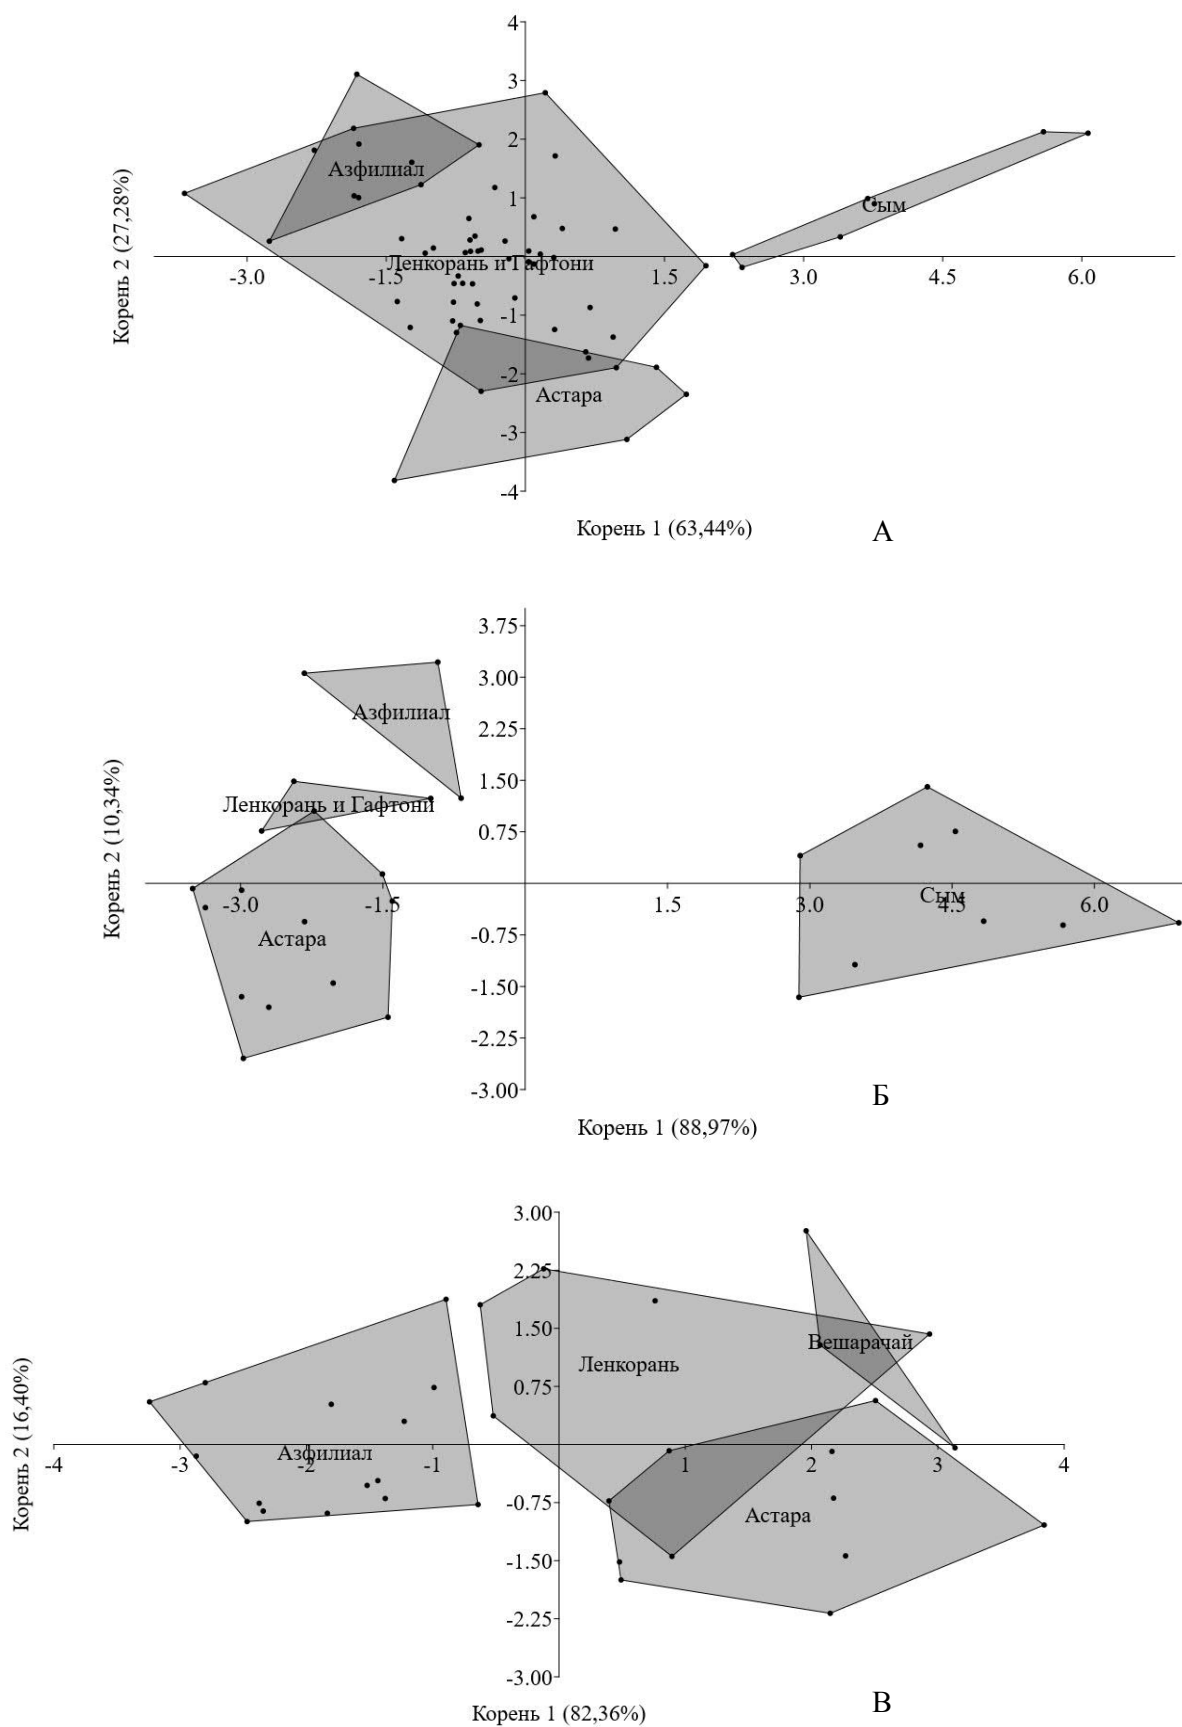 4
3
2
1
-1
-2
-3
-4
Азфилиал
Сым
Ленкорань и Гафтони
-3.0 -1.5 1.5 3.0 4.5 6.0
Астара
Корень 2 (27,28%)
Корень 1 (63,44%)
А
3.75
3.00
2.25
1.50
0.75
-0.75
-1.50
-2.25
-3.00
Азфилиал
Ленкорань и Гафтони
Сым
-3.0 -1.5 1.5 3.0 4.5 6.0
Астара
Корень 2 (10,34%)
Б
Корень 1 (88,97%)
3.00
2.25
1.50
0.75
-0.75
-1.50
-2.25
-3.00
Вешарачай
Ленкорань
Азфилиал
-4 -3 -2 -1 1 2 3 4
Астара
Корень 2 (16,40%)
В
Корень 1 (82,36%)